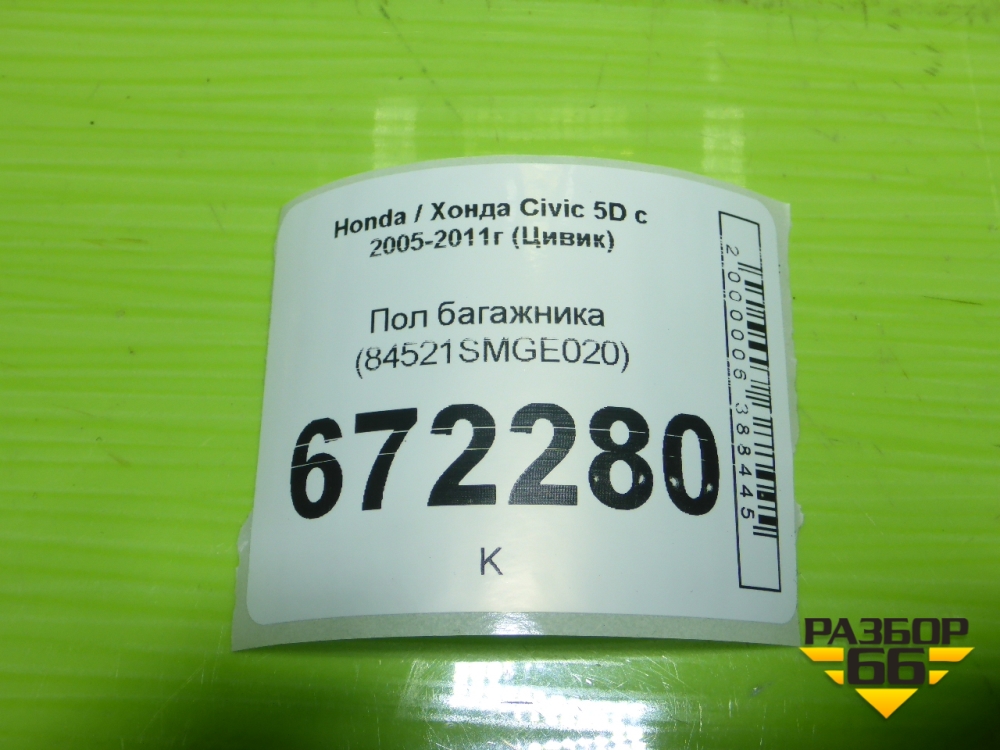 Honda / Хонда Civic 5D с
2005-2011г (Цивик)
Пол багажника
(84521SMGE020)
672280
К
2000006388445
РАЗБОР
66